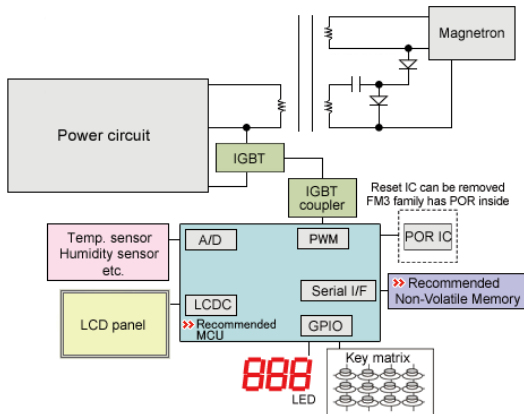 Magnetron
Power circuit
IGBT
IGBT
coupler
Reset IC can be removed
FM3 family has POR inside
Temp. sensor
Humidity sensor
etc.
A/D
PWM
POR IC
Serial I/F
Recommended
Non-Volatile Memory
LCD panel
LCDC
Recommended
MCU
GPIO
888
LED
Key matrix